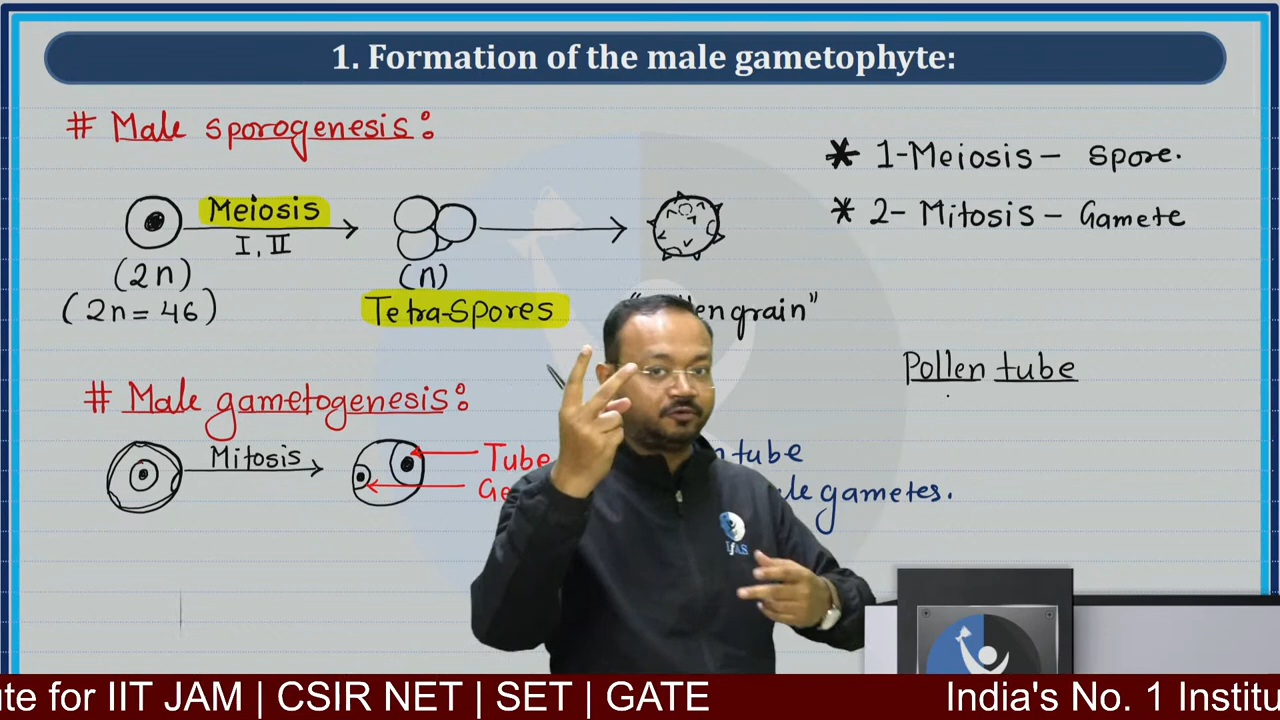 1. Formation of the male gametophyte:
# Male sporogenesis:
* 1-Meiosis - Spore.
* 2- Mitosis - Gamete
Meiosis
I, II
(2n)
(2n = 46)
(n)
Tetra-Spores
grain"
Pollen tube
# Male gametogenesis:
Mitosis
Tube
tube
gametes.
IFAS
ute for IIT JAM | CSIR NET | SET | GATE
India's No. 1 Institu